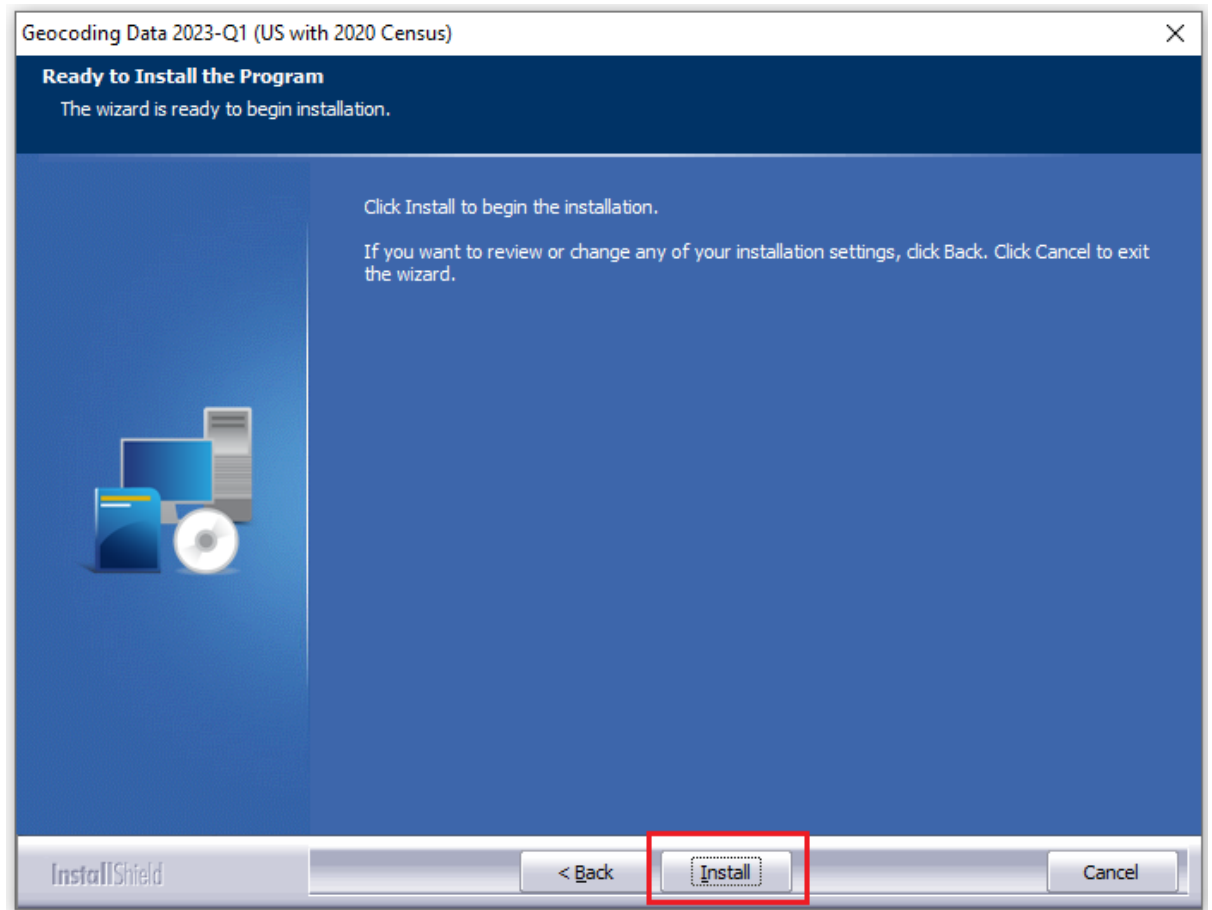 Geocoding Data 2023-Q1 (US with 2020 Census)
Ready to Install the Program
The wizard is ready to begin installation.
Click Install to begin the installation.
If you want to review or change any of your installation settings, click Back. Click Cancel to exit
the wizard.
InstallShield
< Back
Install
Cancel